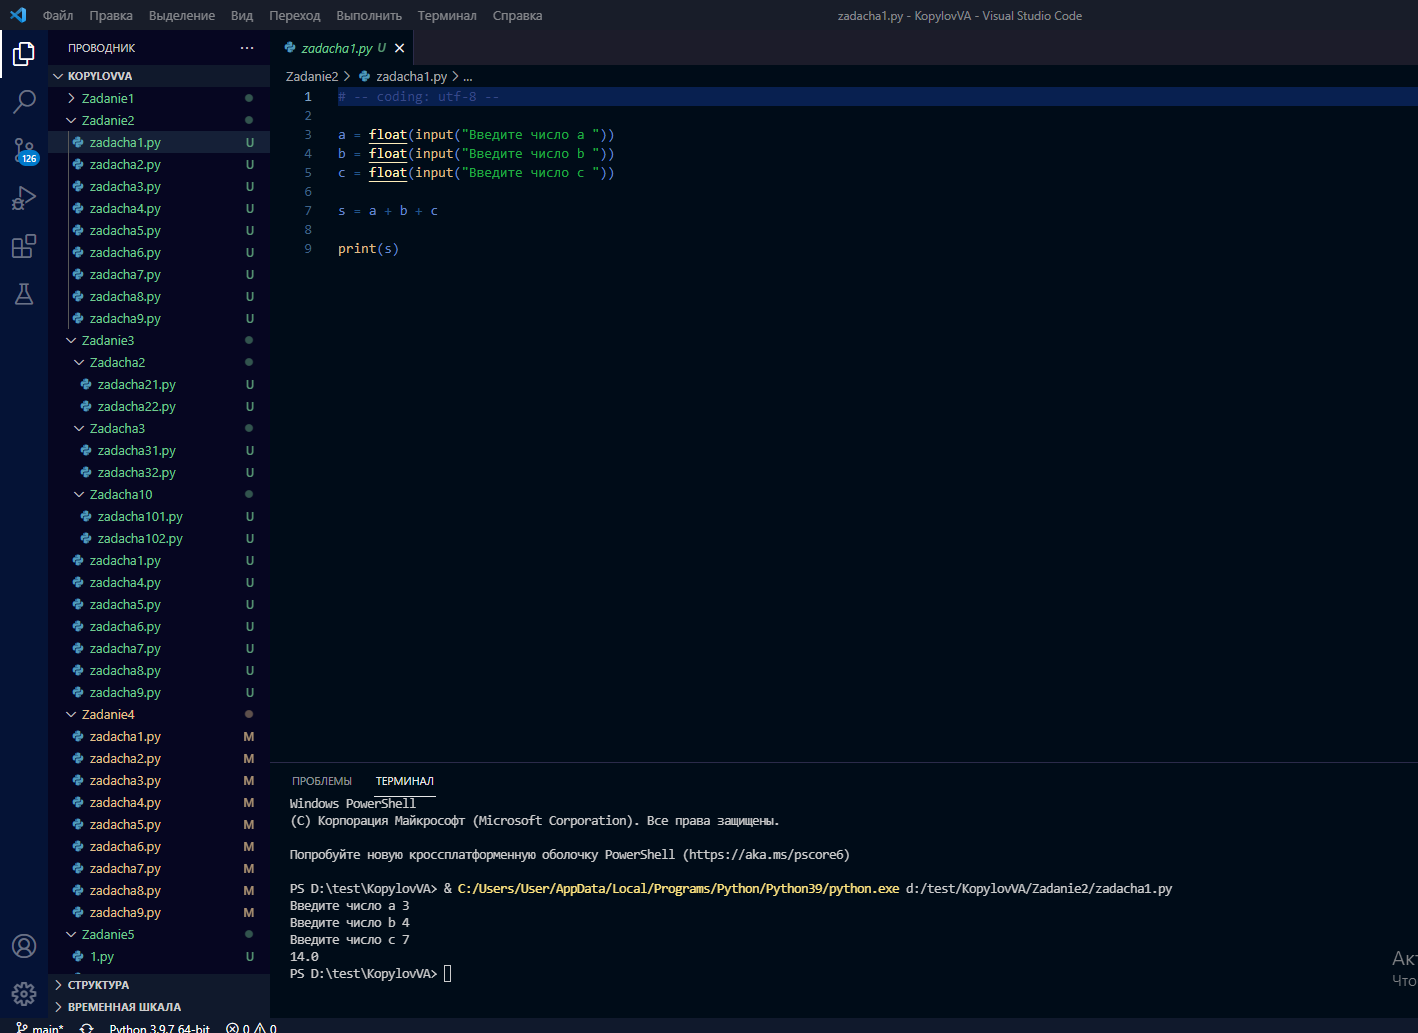 Файл Правка Выделение Вид Переход Выполнить Терминал Справка
zadacha1.py - KopylovVA - Visual Studio Code
ПРОВОДНИК ...
KOPYLOVVA
Zadanie1
Zadanie2
zadacha1.py U
zadacha2.py U
zadacha3.py U
zadacha4.py U
zadacha5.py U
zadacha6.py U
zadacha7.py U
zadacha8.py U
zadacha9.py U
Zadanie3
Zadacha2
zadacha21.py U
zadacha22.py U
Zadacha3
zadacha31.py U
zadacha32.py U
Zadacha10
zadacha101.py U
zadacha102.py U
zadacha1.py U
zadacha4.py U
zadacha5.py U
zadacha6.py U
zadacha7.py U
zadacha8.py U
zadacha9.py U
Zadanie4
zadacha1.py M
zadacha2.py M
zadacha3.py M
zadacha4.py M
zadacha5.py M
zadacha6.py M
zadacha7.py M
zadacha8.py M
zadacha9.py M
Zadanie5
1.py U
СТРУКТУРА
ВРЕМЕННАЯ ШКАЛА
126
zadacha1.py U
Zadanie2 > zadacha1.py > ...
1 # -- coding: utf-8 --
2
3 a = float(input("Введите число a "))
4 b = float(input("Введите число b "))
5 c = float(input("Введите число c "))
6
7 s = a + b + c
8
9 print(s)
ПРОБЛЕМЫ ТЕРМИНАЛ
Windows PowerShell
(C) Корпорация Майкрософт (Microsoft Corporation). Все права защищены.
Попробуйте новую кроссплатформенную оболочку PowerShell (https://aka.ms/pscore6)
PS D:\test\KopylovVA> & C:/Users/User/AppData/Local/Programs/Python/Python39/python.exe d:/test/KopylovVA/Zadanie2/zadacha1.py
Введите число a 3
Введите число b 4
Введите число c 7
14.0
PS D:\test\KopylovVA>
Ак
Что
main* Python 3.9.7 64-bit 0 0